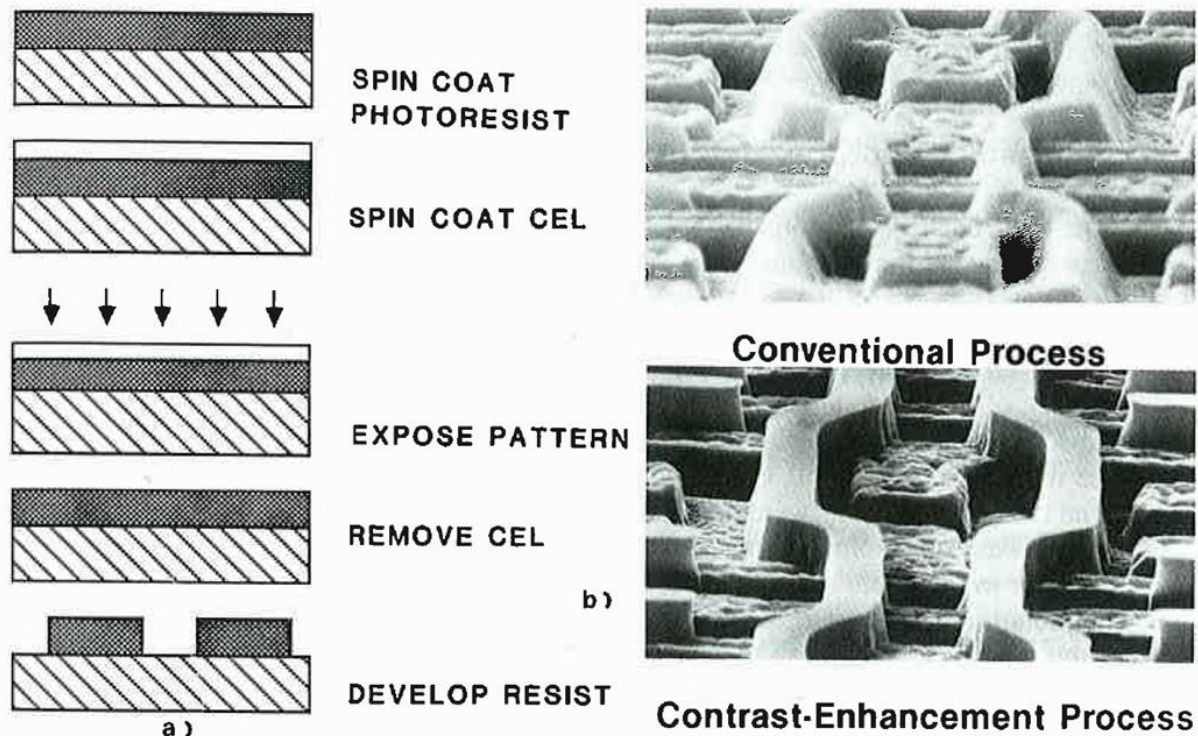 SPIN COAT
PHOTORESIST
SPIN COAT CEL
EXPOSE PATTERN
REMOVE CEL
DEVELOP RESIST
a)
b)
Conventional Process
Contrast-Enhancement Process